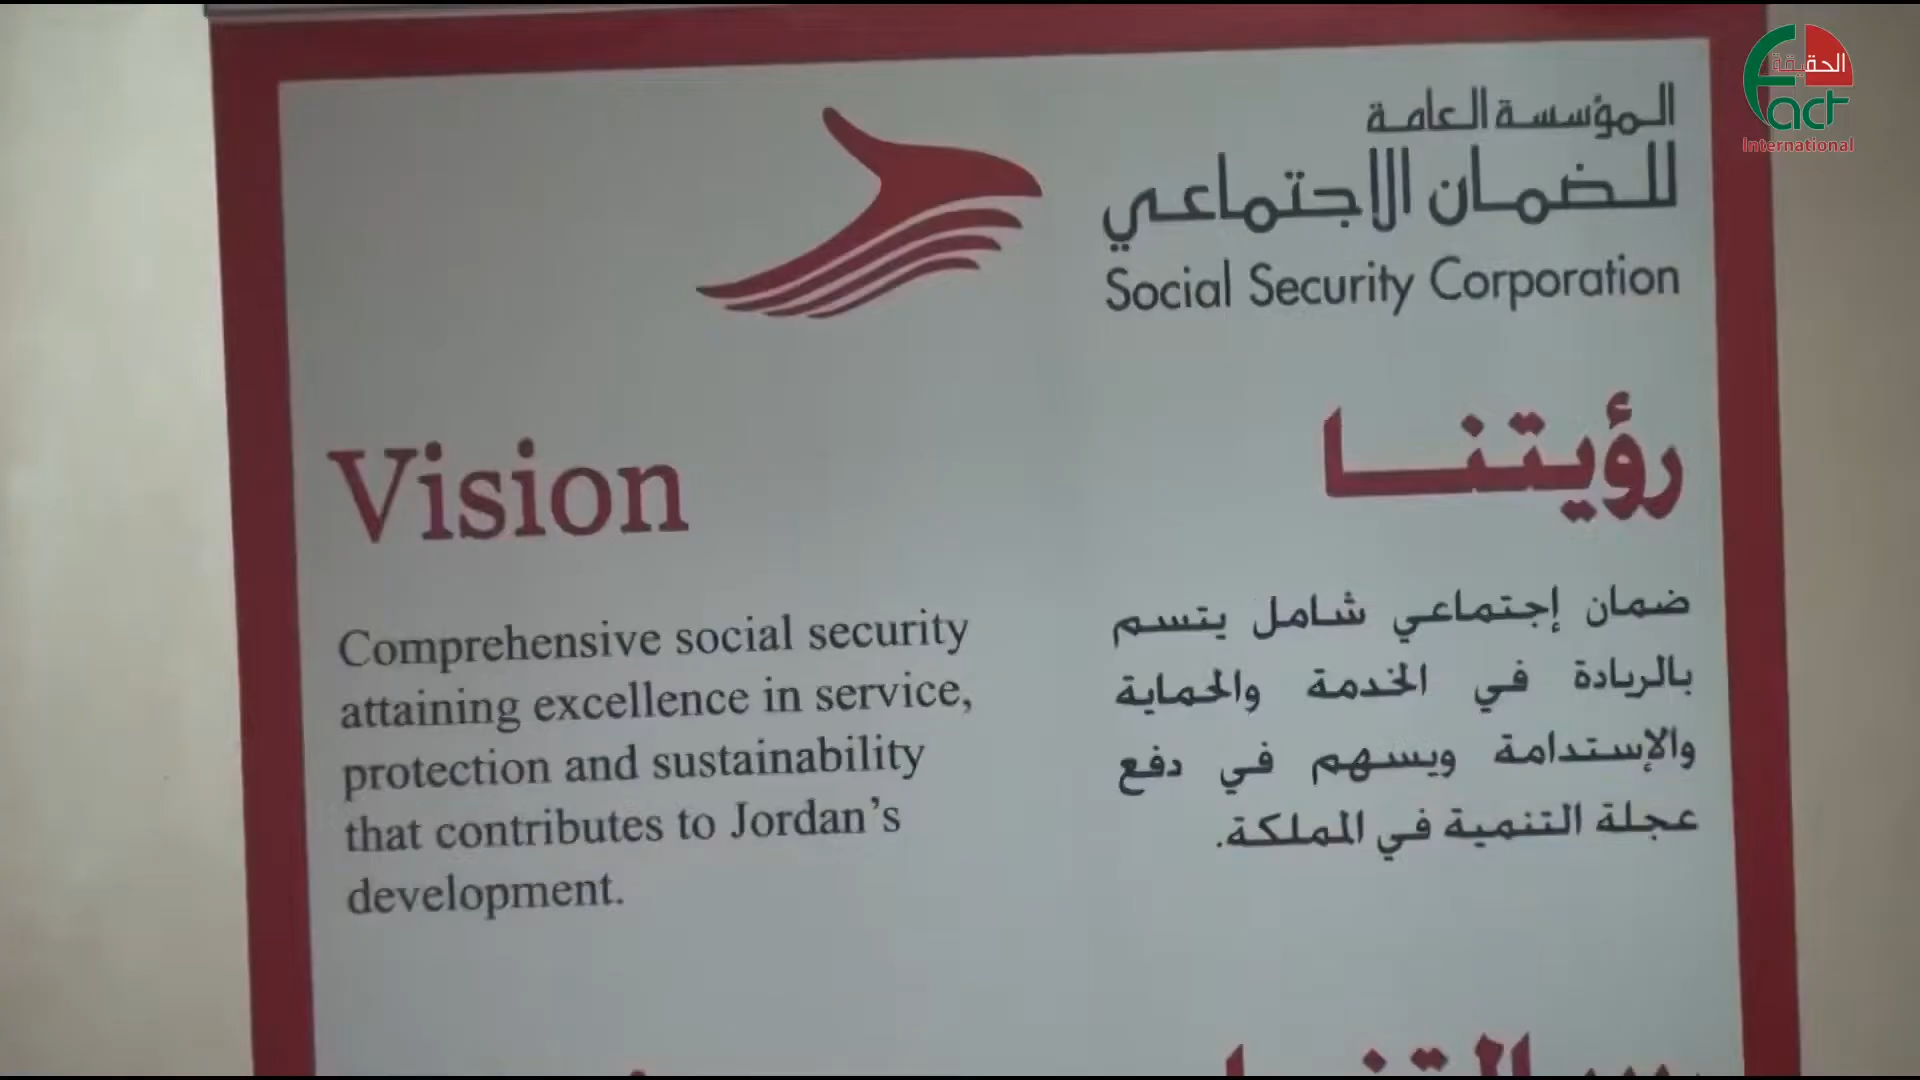 الحقيقة
Fact
International
المؤسسة العامة
للضمان الاجتماعي
Social Security Corporation
Vision
Comprehensive social security
attaining excellence in service,
protection and sustainability
that contributes to Jordan's
development.
رؤيتنا
ضمان إجتماعي شامل يتسم
بالريادة في الخدمة والحماية
والإستدامة ويسهم في دفع
عجلة التنمية في المملكة.